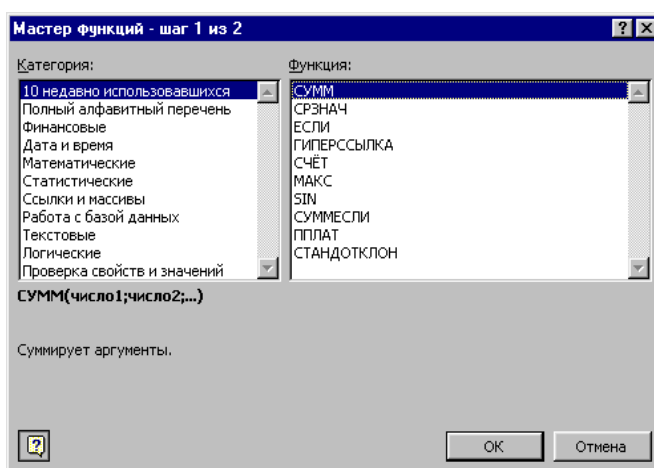 Мастер функций - шаг 1 из 2
Категория:
Функция:
10 недавно использовавшихся
Полный алфавитный перечень
Финансовые
Дата и время
Математические
Статистические
Ссылки и массивы
Работа с базой данных
Текстовые
Логические
Проверка свойств и значений
СУММ
СРЗНАЧ
ЕСЛИ
ГИПЕРССЫЛКА
СЧЁТ
МАКС
SIN
СУММЕСЛИ
ППЛАТ
СТАНДОТКЛОН
СУММ(число1;число2;...)
Суммирует аргументы.
ОК
Отмена